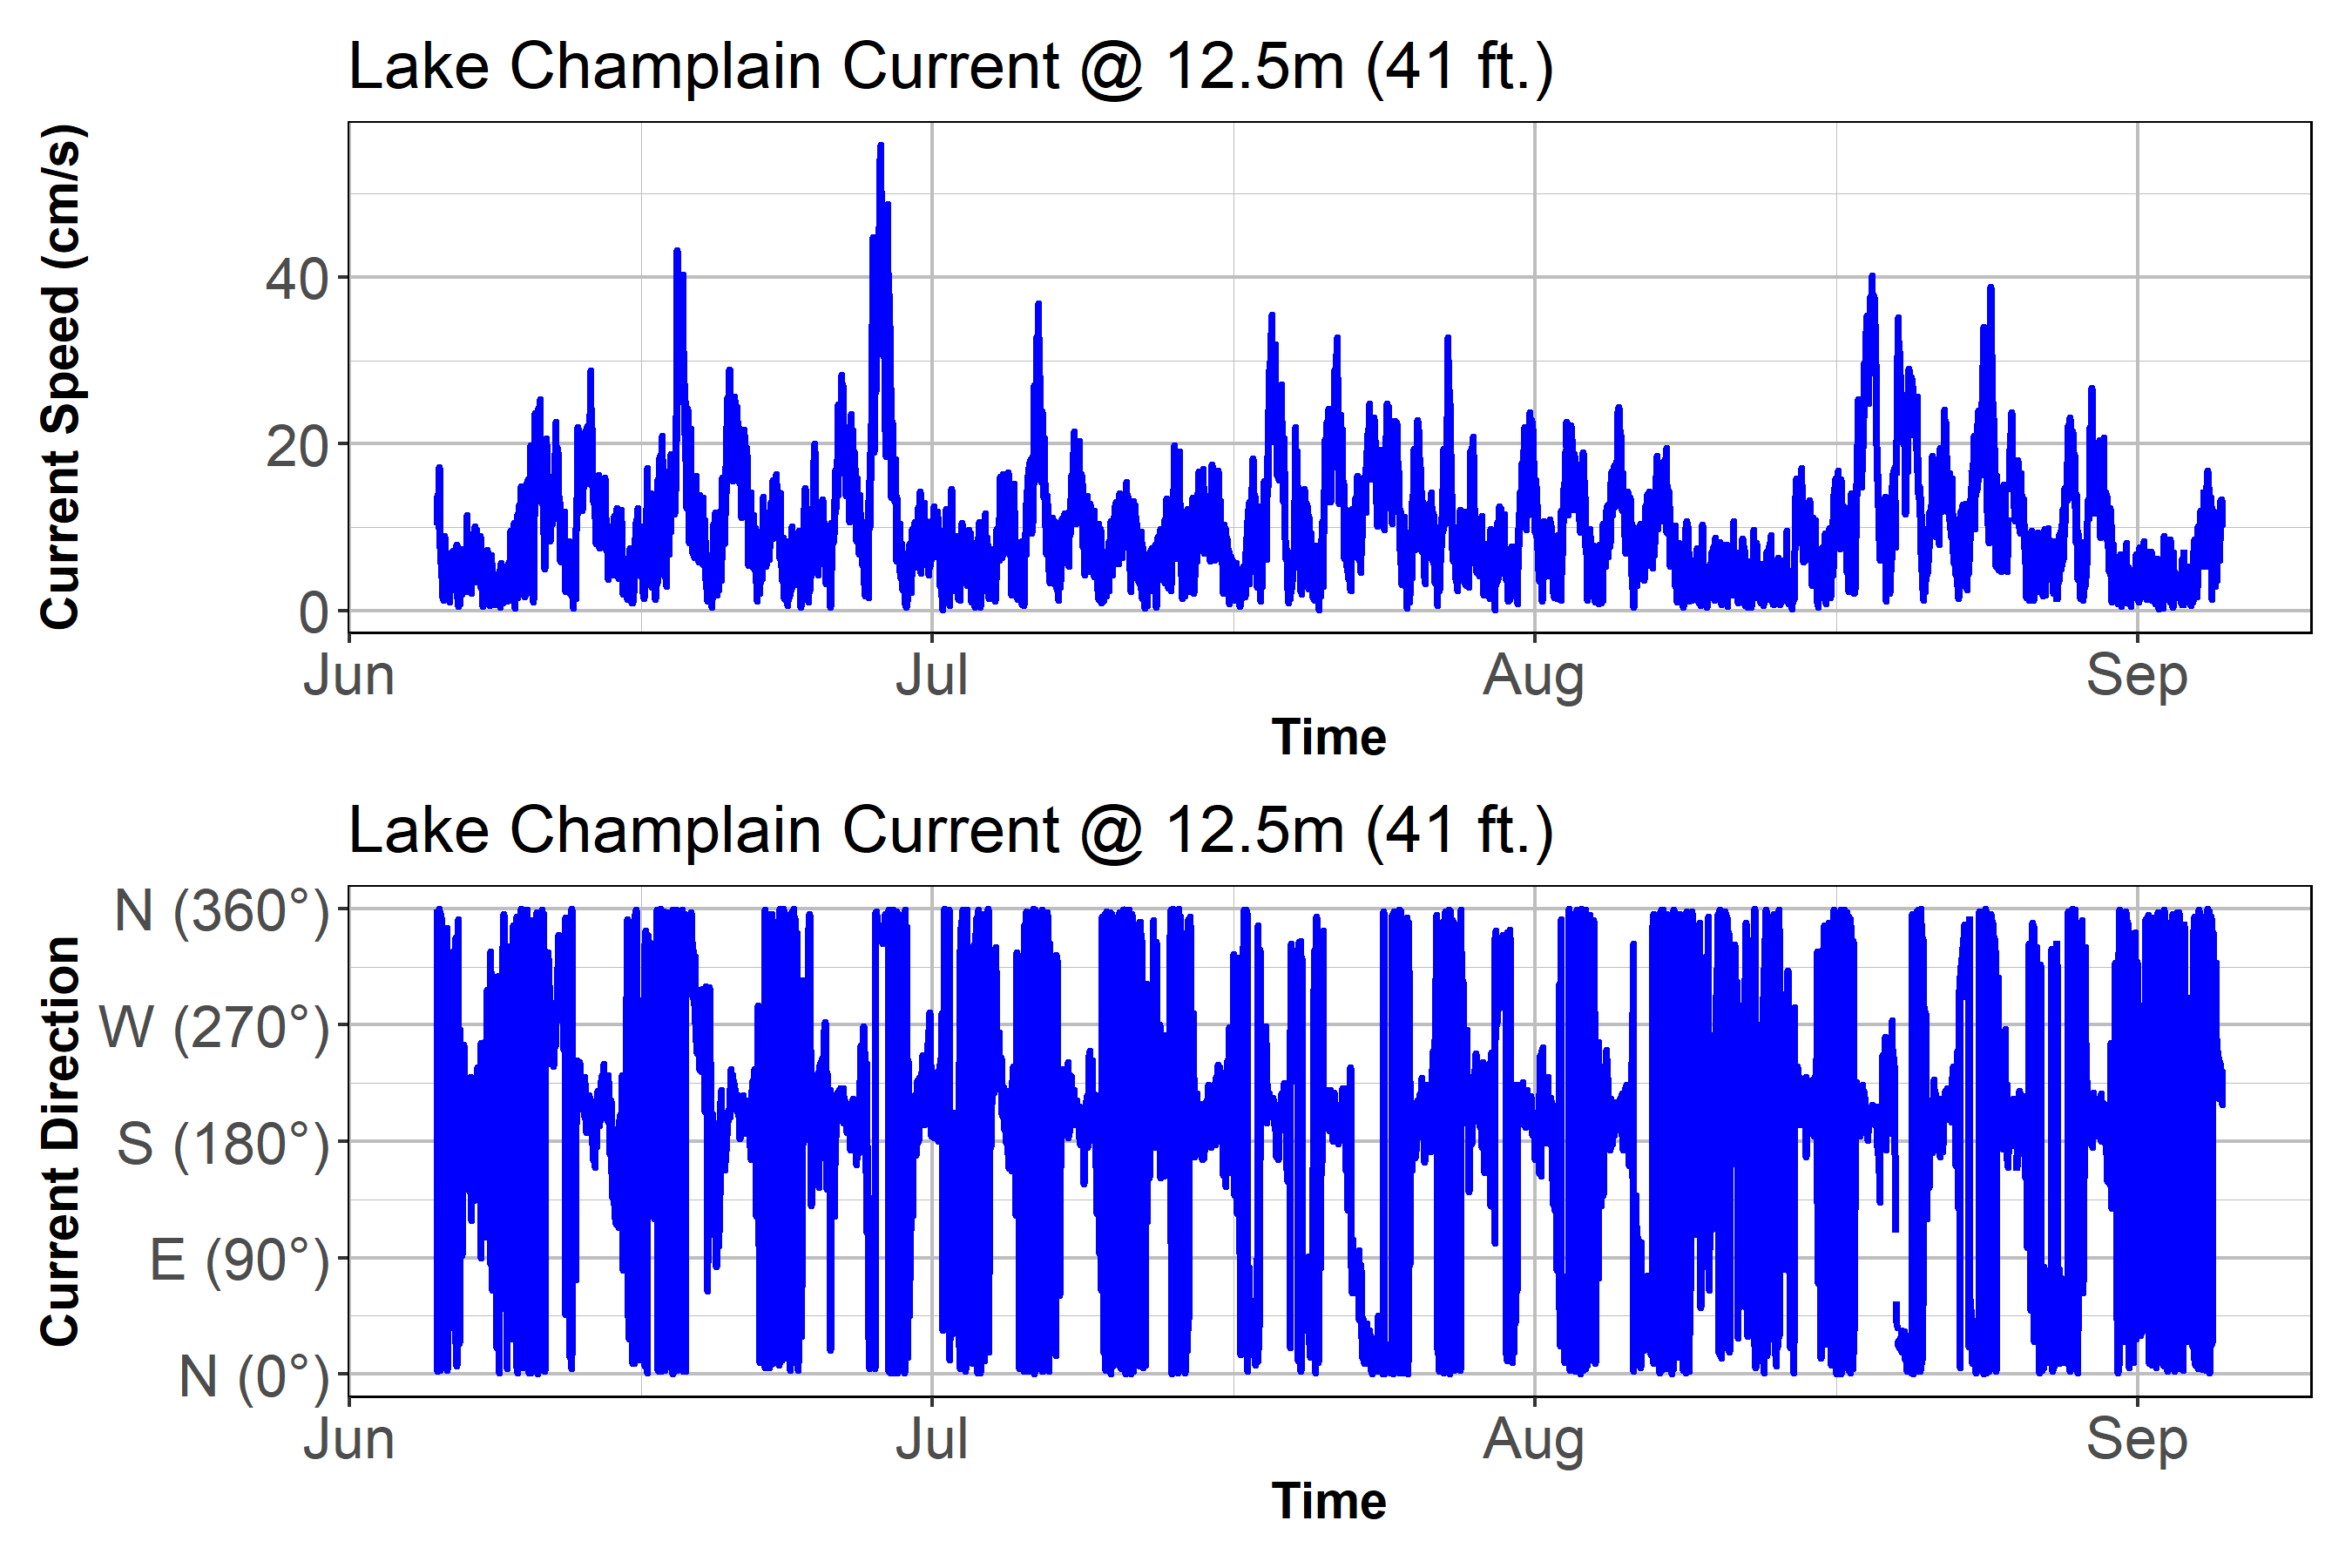 Lake Champlain Current @ 12.5m (41 ft.)
Current Speed (cm/s)
40
20
0
Jun Jul Aug Sep
Time
Lake Champlain Current @ 12.5m (41 ft.)
Current Direction
N (360°)
W (270°)
S (180°)
E (90°)
N (0°)
Jun Jul Aug Sep
Time